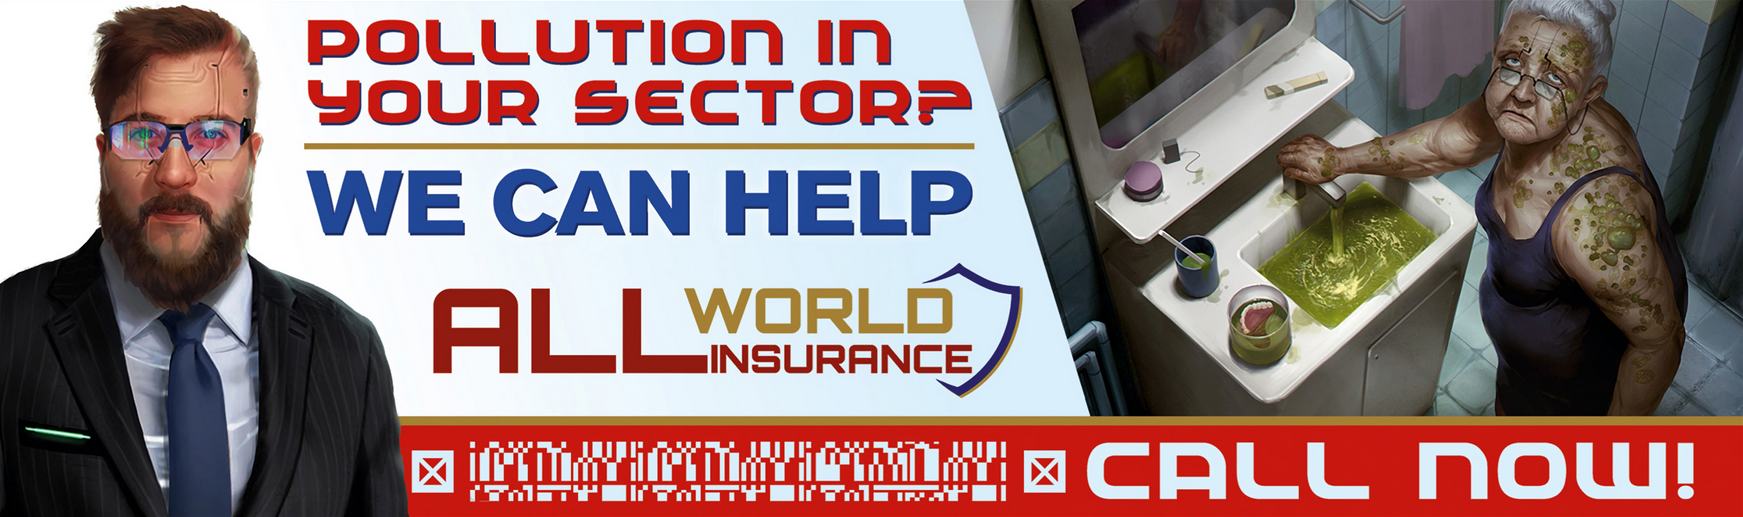 POLLUTION IN
YOUR SECTOR?
WE CAN HELP
ALL WORLD
INSURANCE
CALL NOW!